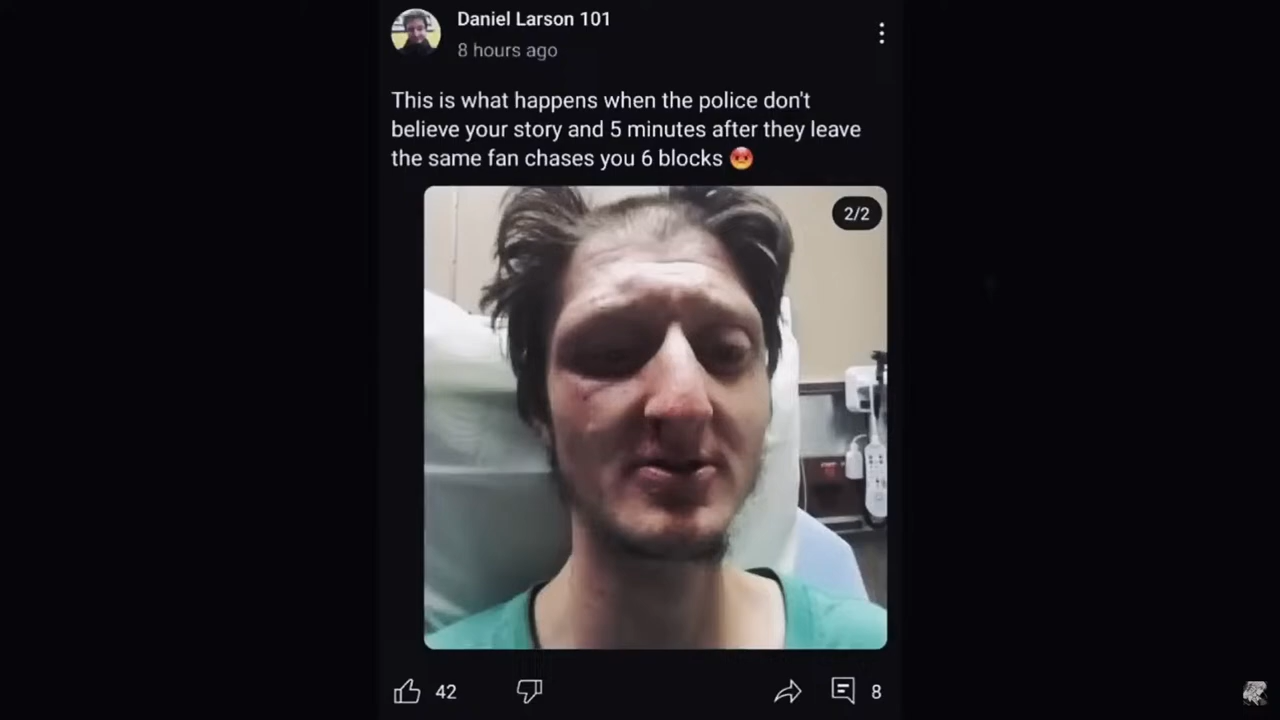 Daniel Larson 101
8 hours ago
This is what happens when the police don't
believe your story and 5 minutes after they leave
the same fan chases you 6 blocks 😡
2/2
42
8